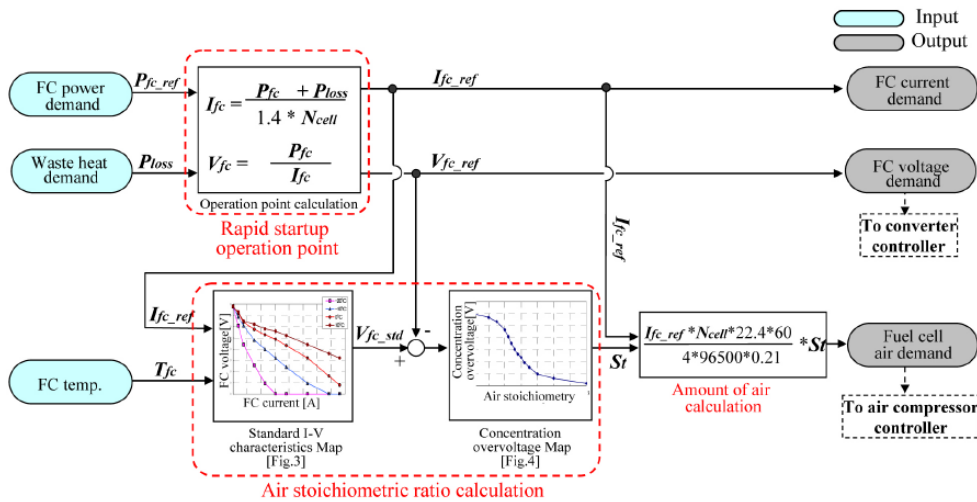 Input
Output
FC power
demand
P_fc_ref
I_fc = (P_fc + P_loss) / (1.4 * N_cell)
V_fc = P_fc / I_fc
Operation point calculation
Rapid startup
operation point
I_fc_ref
FC current
demand
Waste heat
demand
P_loss
V_fc_ref
FC voltage
demand
To converter
controller
I_fc_ref
I_fc_ref
FC temp.
T_fc
FC voltage[V]
FC current [A]
Standard I-V
characteristics Map
[Fig.3]
V_fc_std
-
+
Concentration
overvoltage[V]
Air stoichiometry
Concentration
overvoltage Map
[Fig.4]
St
I_fc_ref *N_cell*22.4*60 / 4*96500*0.21 *St
Amount of air
calculation
Fuel cell
air demand
To air compressor
controller
Air stoichiometric ratio calculation